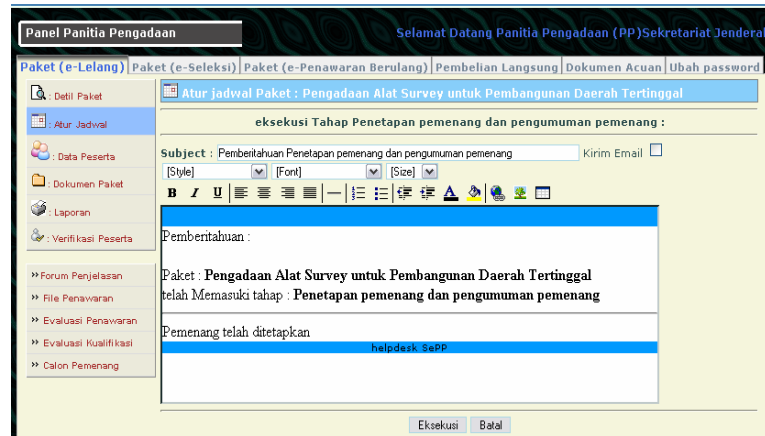 Panel Panitia Pengadaan
Selamat Datang Panitia Pengadaan (PP)Sekretariat Jenderal
Paket (e-Lelang) Paket (e-Seleksi) Paket (e-Penawaran Berulang) Pembelian Langsung Dokumen Acuan Ubah password
: Detil Paket
: Atur Jadwal
: Data Peserta
: Dokumen Paket
: Laporan
: Verifikasi Peserta
»Forum Penjelasan
» File Penawaran
» Evaluasi Penawaran
» Evaluasi Kualifikasi
» Calon Pemenang
Atur jadwal Paket : Pengadaan Alat Survey untuk Pembangunan Daerah Tertinggal
eksekusi Tahap Penetapan pemenang dan pengumuman pemenang :
Subject : Pemberitahuan Penetapan pemenang dan pengumuman pemenang Kirim Email
[Style] [Font] [Size]
B I U A
Pemberitahuan :
Paket : Pengadaan Alat Survey untuk Pembangunan Daerah Tertinggal
telah Memasuki tahap : Penetapan pemenang dan pengumuman pemenang
Pemenang telah ditetapkan
helpdesk SePP
Eksekusi Batal